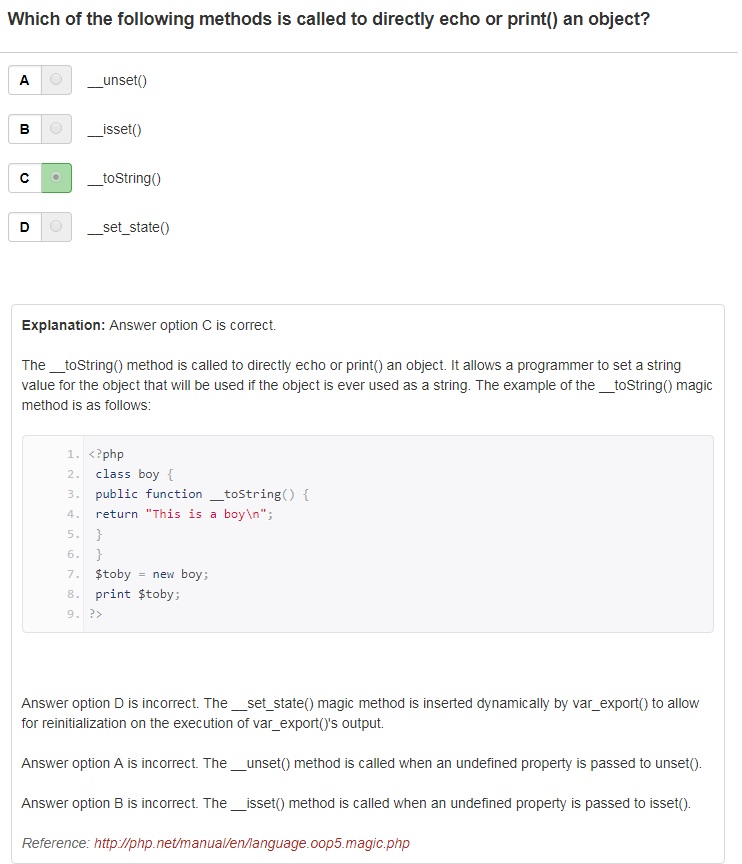 Which of the following methods is called to directly echo or print() an object?
A __unset()
B __isset()
C __toString()
D __set_state()
Explanation: Answer option C is correct.
The __toString() method is called to directly echo or print() an object. It allows a programmer to set a string
value for the object that will be used if the object is ever used as a string. The example of the __toString() magic
method is as follows:
1. <?php
2. class boy {
3. public function __toString() {
4. return "This is a boy\n";
5. }
6. }
7. $toby = new boy;
8. print $toby;
9. ?>
Answer option D is incorrect. The __set_state() magic method is inserted dynamically by var_export() to allow
for reinitialization on the execution of var_export()'s output.
Answer option A is incorrect. The __unset() method is called when an undefined property is passed to unset().
Answer option B is incorrect. The __isset() method is called when an undefined property is passed to isset().
Reference: http://php.net/manual/en/language.oop5.magic.php